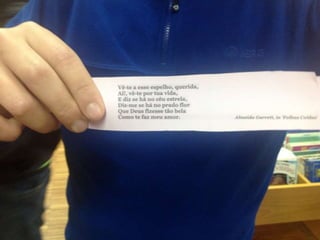 Vê-te a esse espelho, querida,
Ai!, vê-te por tua vida,
E diz se há no céu estrela,
Diz-me se há no prado flor
Que Deus fizesse tão bela
Como te faz meu amor.
Almeida Garrett, in 'Folhas Caídas'